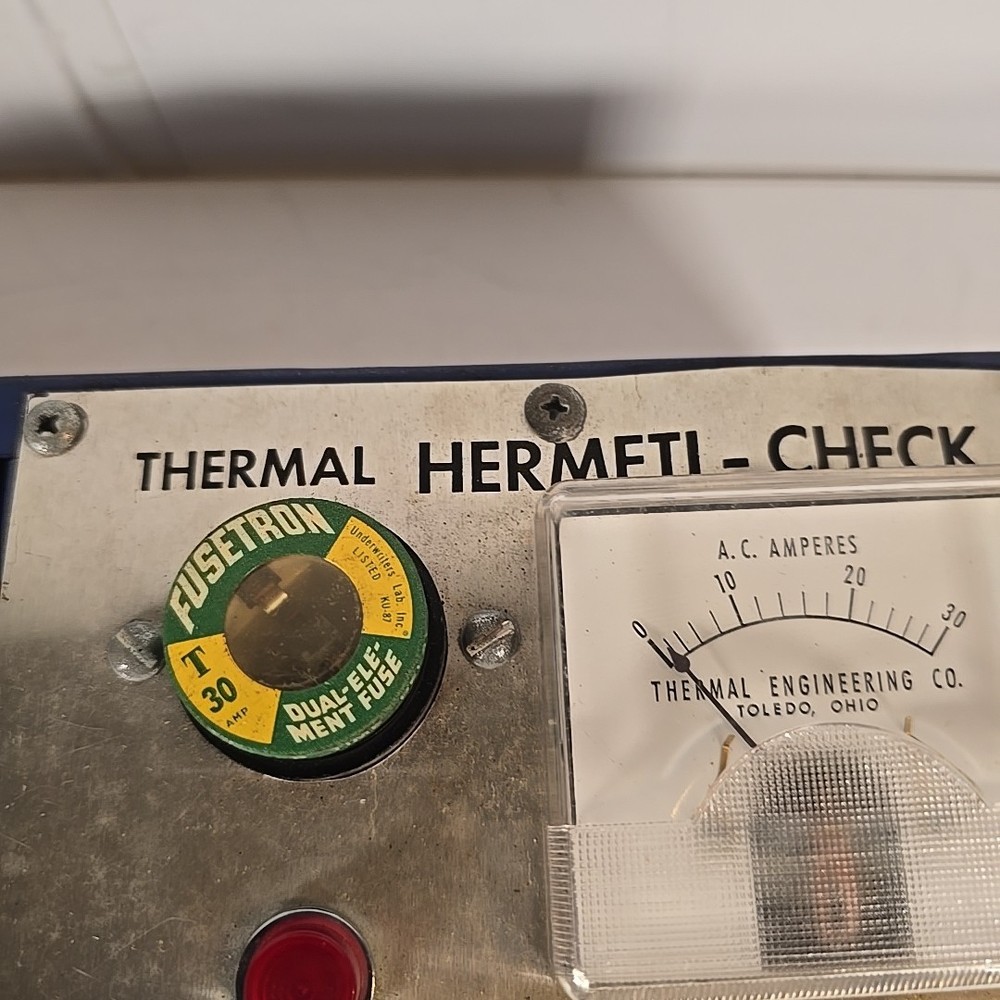 THERMAL HERMETI - CHECK
FUSETRON
Underwriters' Lab. Inc.®
LISTED KU-87
T
30
AMP
DUAL-ELE-
MENT FUSE
A.C. AMPERES
0 10 20 30
THERMAL ENGINEERING CO.
TOLEDO, OHIO